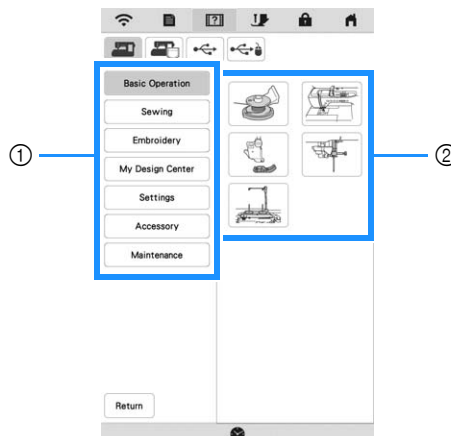 ?
Basic Operation
Sewing
Embroidery
My Design Center
Settings
Accessory
Maintenance
Return
①
②